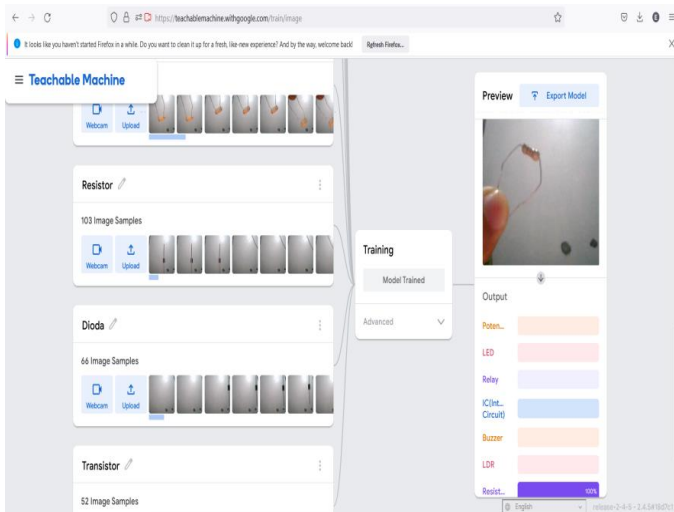 https://teachablemachine.withgoogle.com/train/image
It looks like you haven't started Firefox in a while. Do you want to clean it up for a fresh, like-new experience? And by the way, welcome back!
Refresh Firefox...
Teachable Machine
Webcam
Upload
Resistor
103 Image Samples
Webcam
Upload
Dioda
66 Image Samples
Webcam
Upload
Transistor
52 Image Samples
Training
Model Trained
Advanced
Preview
Export Model
Output
Poten...
LED
Relay
IC(Int...
Circuit)
Buzzer
LDR
Resist...
100%
English